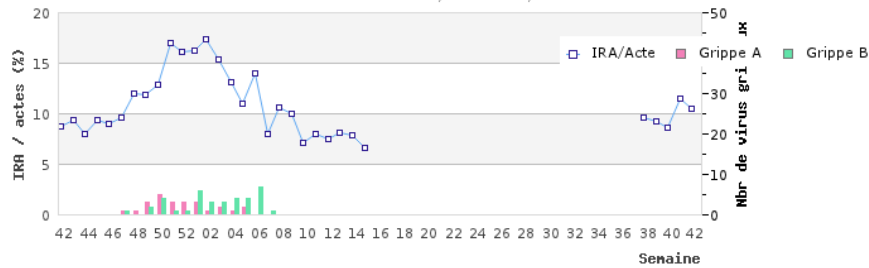 20
15
10
5
0
IRA / actes (%)
50
30
20
10
0
Nbr de virus gri ux
IRA/Acte Grippe A Grippe B
42 44 46 48 50 52 02 04 06 08 10 12 14 16 18 20 22 24 26 28 30 32 34 36 38 40 42
Semaine